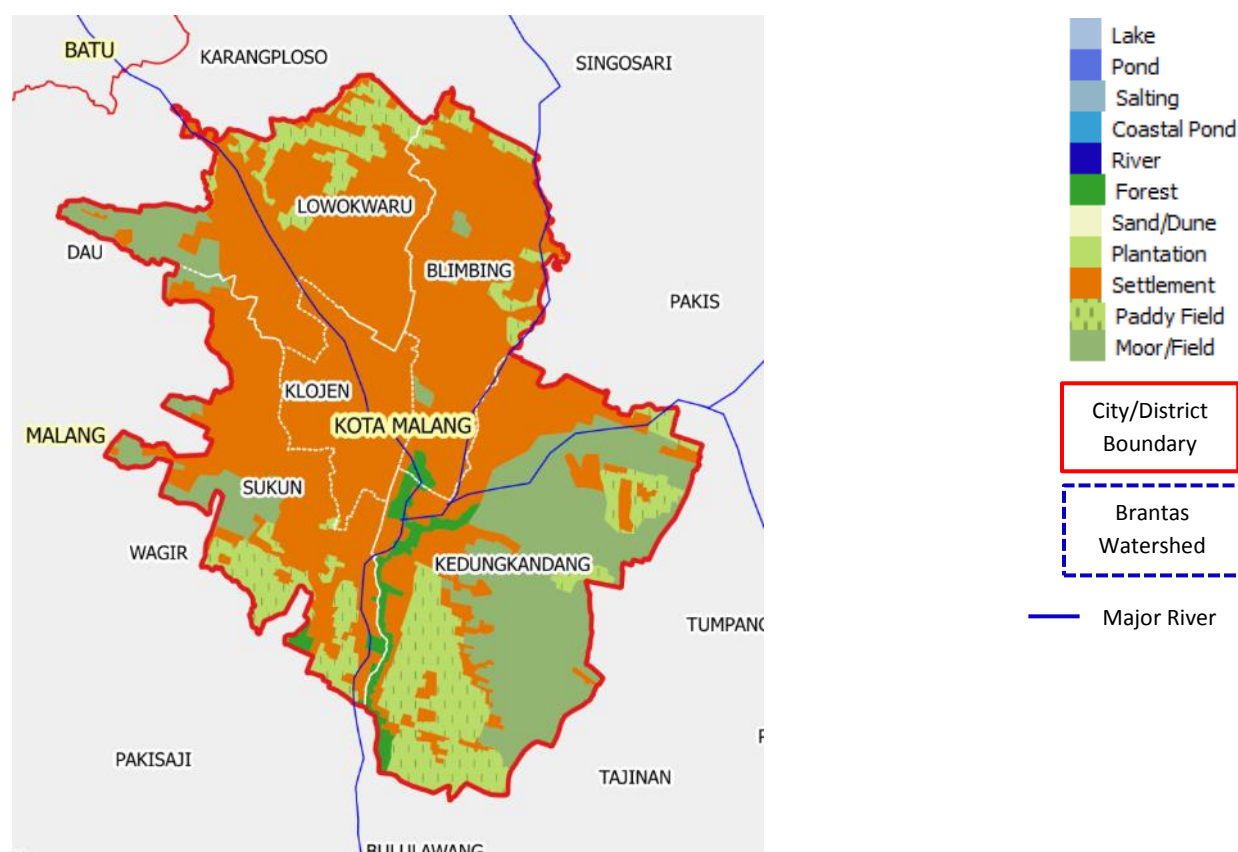 BATU
KARANGPLOSO
SINGOSARI
LOWOKWARU
DAU
BLIMBING
PAKIS
KLOJEN
KOTA MALANG
MALANG
SUKUN
WAGIR
KEDUNGKANDANG
TUMPANG
PAKISAJI
TAJINAN
BULULAWANG
Lake
Pond
Salting
Coastal Pond
River
Forest
Sand/Dune
Plantation
Settlement
Paddy Field
Moor/Field
City/District
Boundary
Brantas
Watershed
Major River